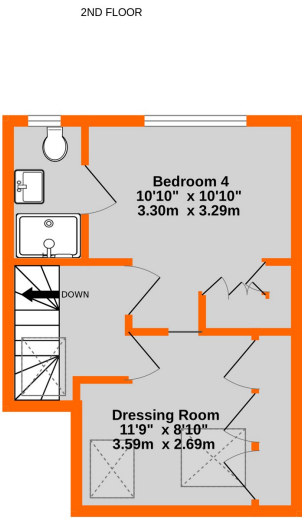 2ND FLOOR
Bedroom 4
10'10" x 10'10"
3.30m x 3.29m
DOWN
Dressing Room
11'9" x 8'10"
3.59m x 2.69m